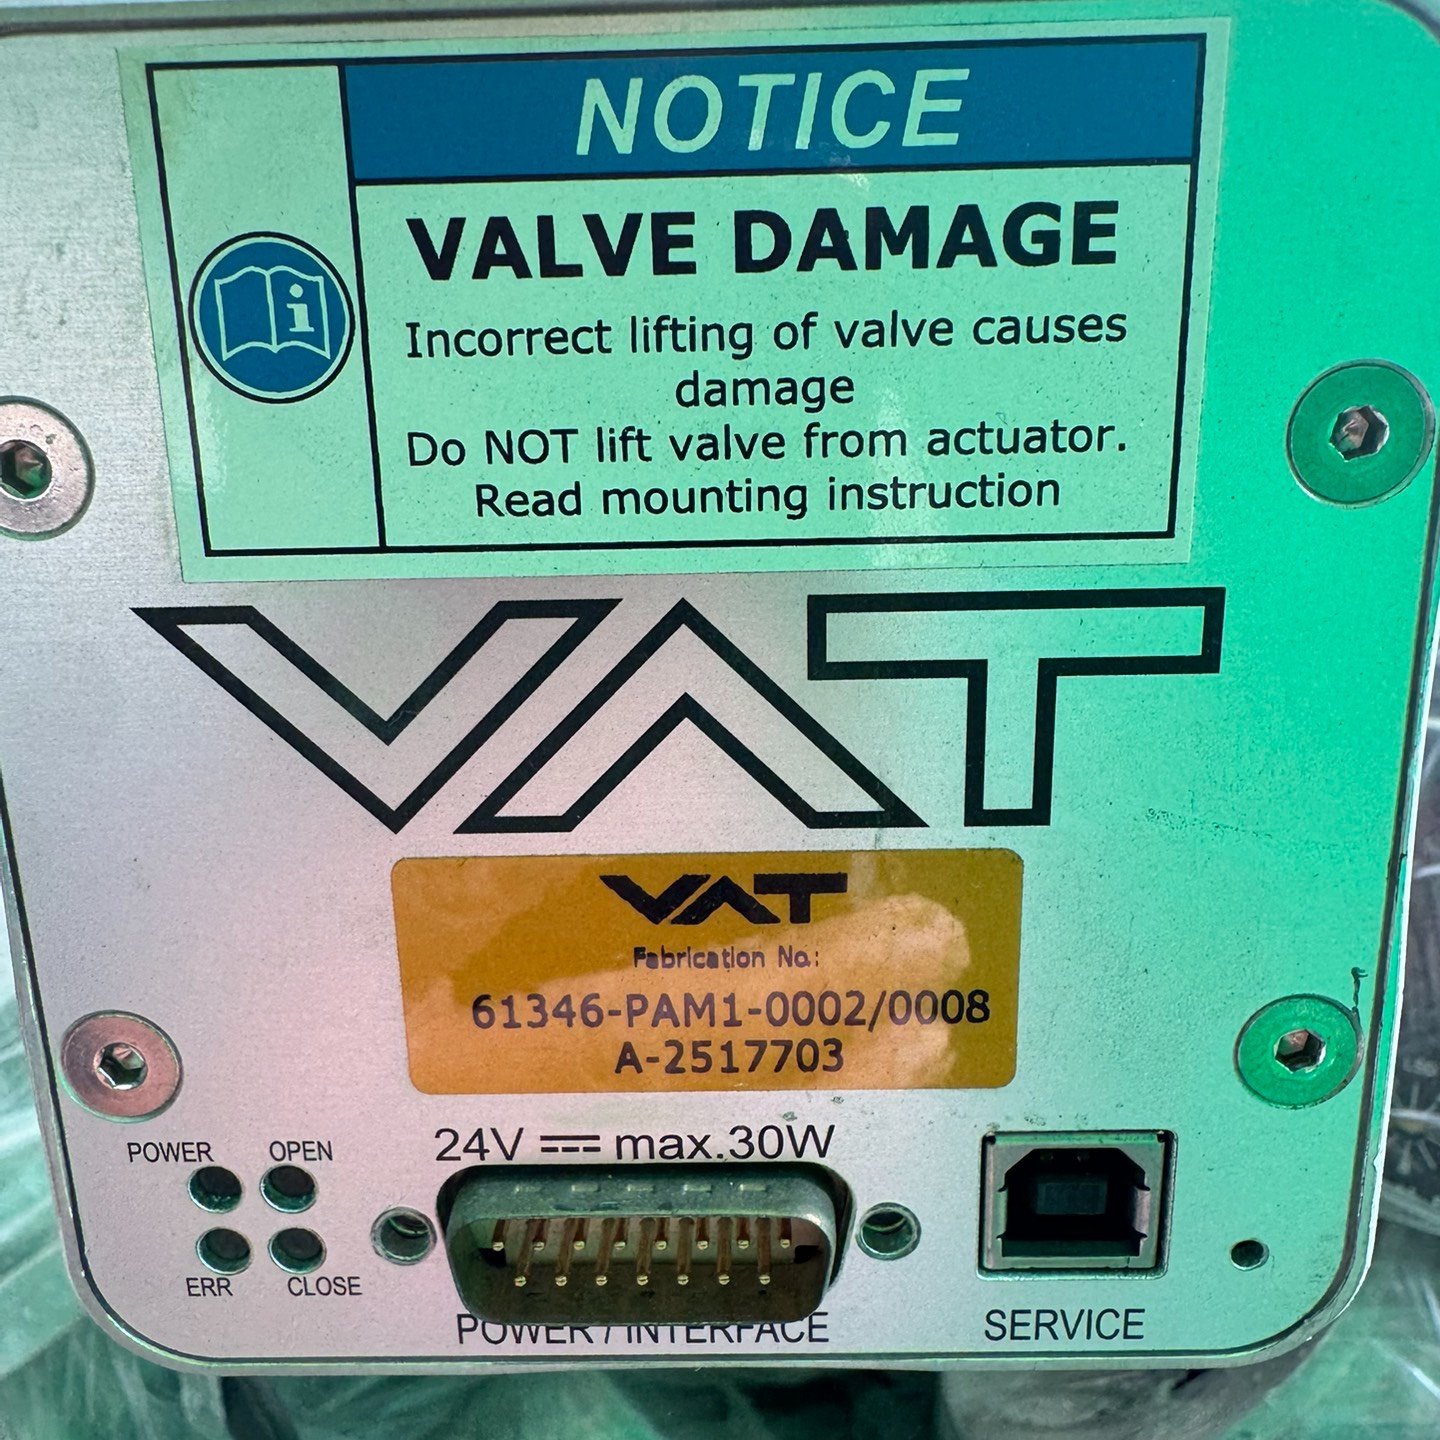 NOTICE
VALVE DAMAGE
Incorrect lifting of valve causes
damage
Do NOT lift valve from actuator.
Read mounting instruction
VAT
VAT
Fabrication No:
61346-PAM1-0002/0008
A-2517703
24V max.30W
POWER OPEN
ERR CLOSE
POWER / INTERFACE
SERVICE